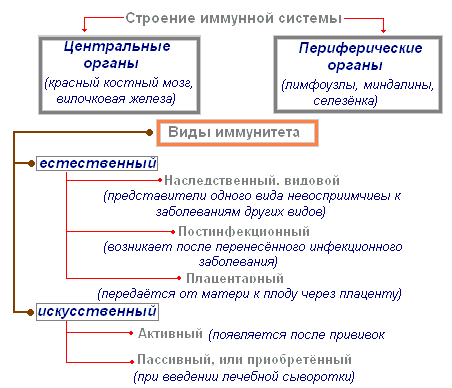 Строение иммунной системы
Центральные
органы
(красный костный мозг,
вилочковая железа)
Периферические
органы
(лимфоузлы, миндалины,
селезёнка)
Виды иммунитета
естественный
Наследственный, видовой
(представители одного вида невосприимчивы к
заболеваниям других видов)
Постинфекционный
(возникает после перенесённого инфекционного
заболевания)
Плацентарный
(передаётся от матери к плоду через плаценту)
искусственный
Активный (появляется после прививок
Пассивный, или приобретённый
(при введении лечебной сыворотки)